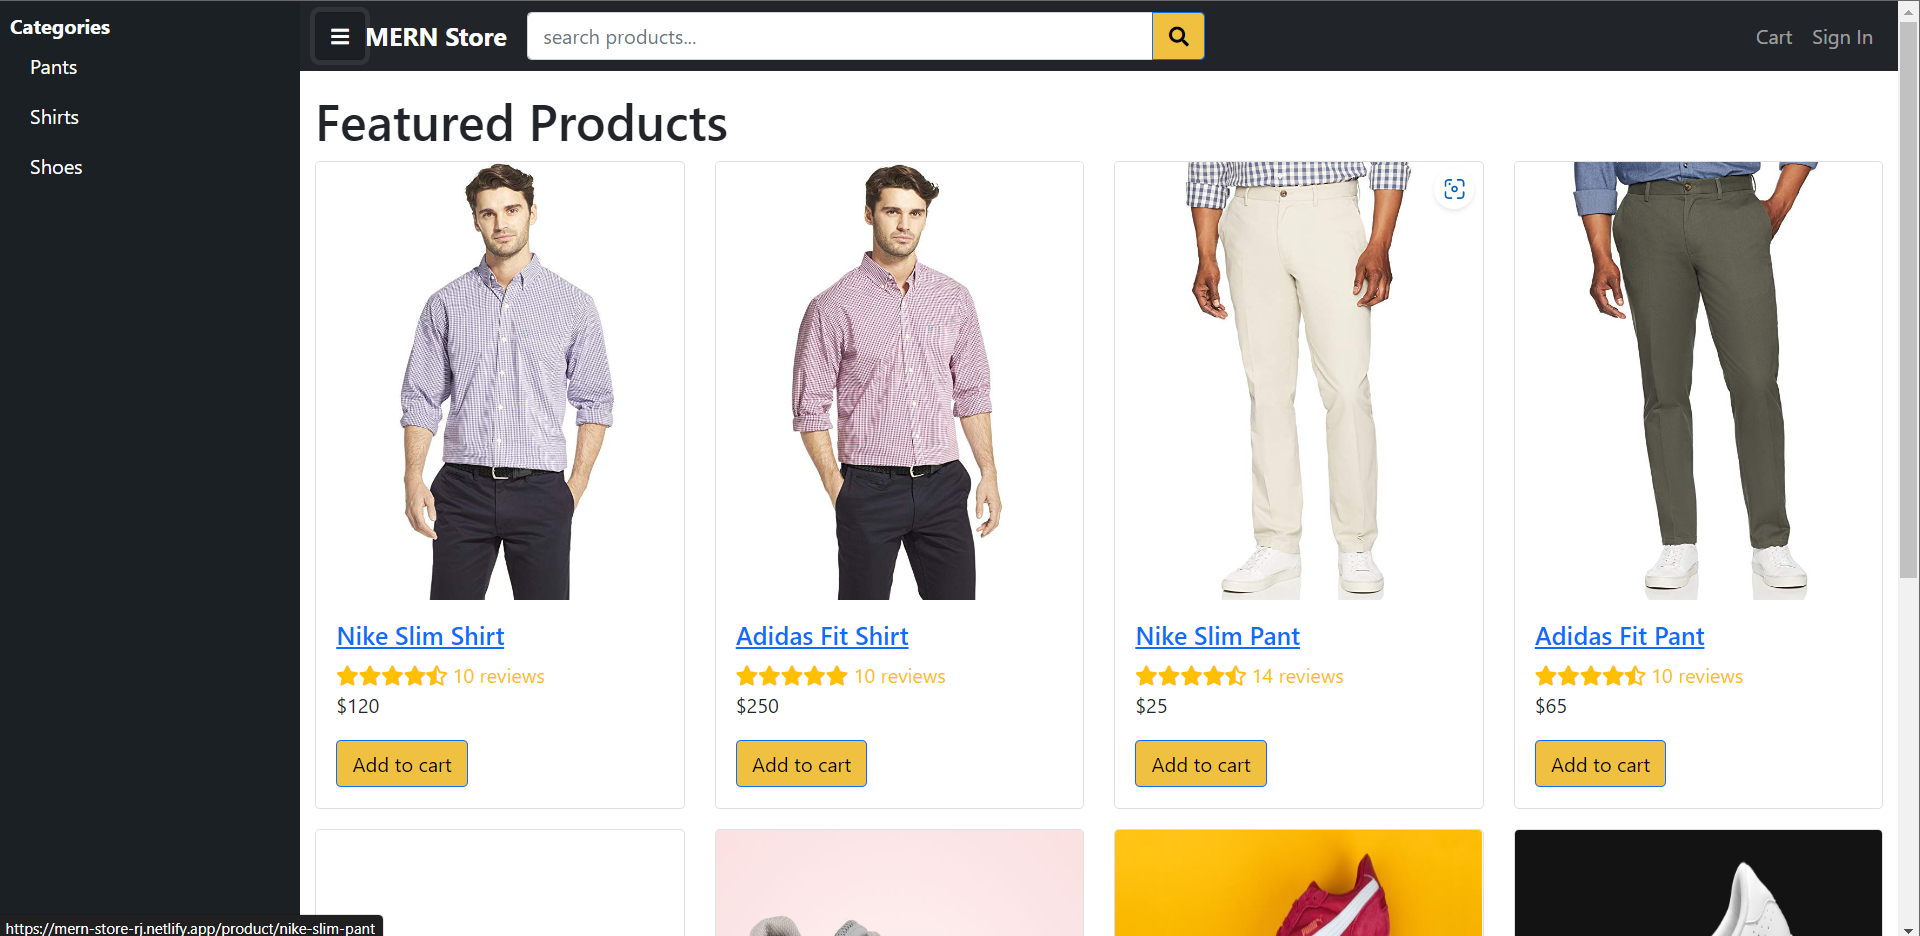 Categories
Pants
Shirts
Shoes
MERN Store
search products...
Cart
Sign In
Featured Products
Nike Slim Shirt
10 reviews
$120
Add to cart
Adidas Fit Shirt
10 reviews
$250
Add to cart
Nike Slim Pant
14 reviews
$25
Add to cart
Adidas Fit Pant
10 reviews
$65
Add to cart
https://mern-store-rj.netlify.app/product/nike-slim-pant